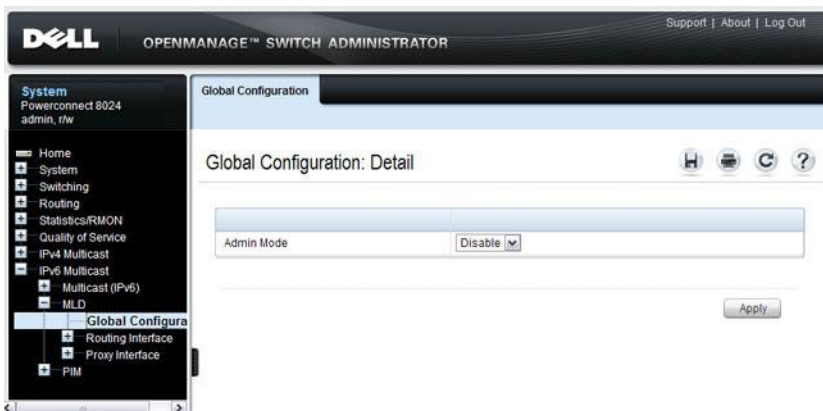 Support | About | Log Out
DELL OPENMANAGE™ SWITCH ADMINISTRATOR
System
Powerconnect 8024
admin, r/w
Home
System
Switching
Routing
Statistics/RMON
Quality of Service
IPv4 Multicast
IPv6 Multicast
Multicast (IPv6)
MLD
Global Configura
Routing Interface
Proxy Interface
PIM
Global Configuration
Global Configuration: Detail
Admin Mode Disable
Apply